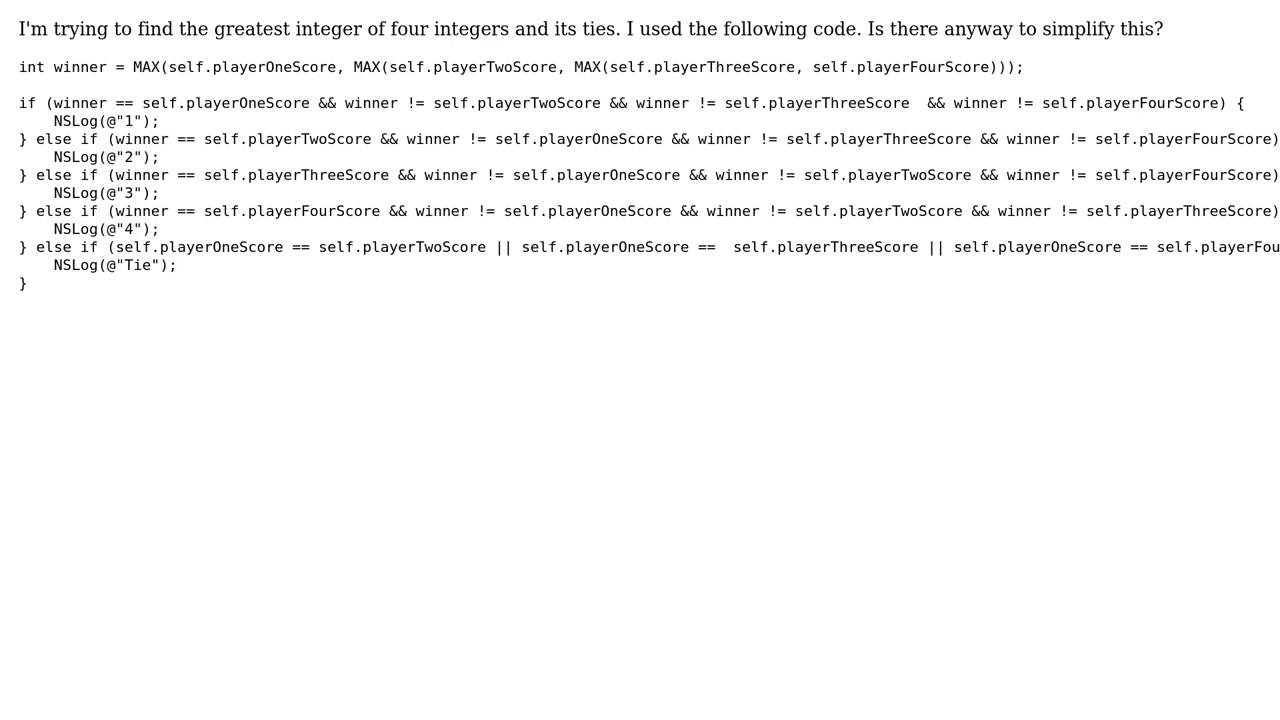 I'm trying to find the greatest integer of four integers and its ties. I used the following code. Is there anyway to simplify this?
int winner = MAX(self.playerOneScore, MAX(self.playerTwoScore, MAX(self.playerThreeScore, self.playerFourScore)));
if (winner == self.playerOneScore && winner != self.playerTwoScore && winner != self.playerThreeScore  && winner != self.playerFourScore) {
    NSLog(@"1");
} else if (winner == self.playerTwoScore && winner != self.playerOneScore && winner != self.playerThreeScore && winner != self.playerFourScore)
    NSLog(@"2");
} else if (winner == self.playerThreeScore && winner != self.playerOneScore && winner != self.playerTwoScore && winner != self.playerFourScore)
    NSLog(@"3");
} else if (winner == self.playerFourScore && winner != self.playerOneScore && winner != self.playerTwoScore && winner != self.playerThreeScore)
    NSLog(@"4");
} else if (self.playerOneScore == self.playerTwoScore || self.playerOneScore ==  self.playerThreeScore || self.playerOneScore == self.playerFou
    NSLog(@"Tie");
}